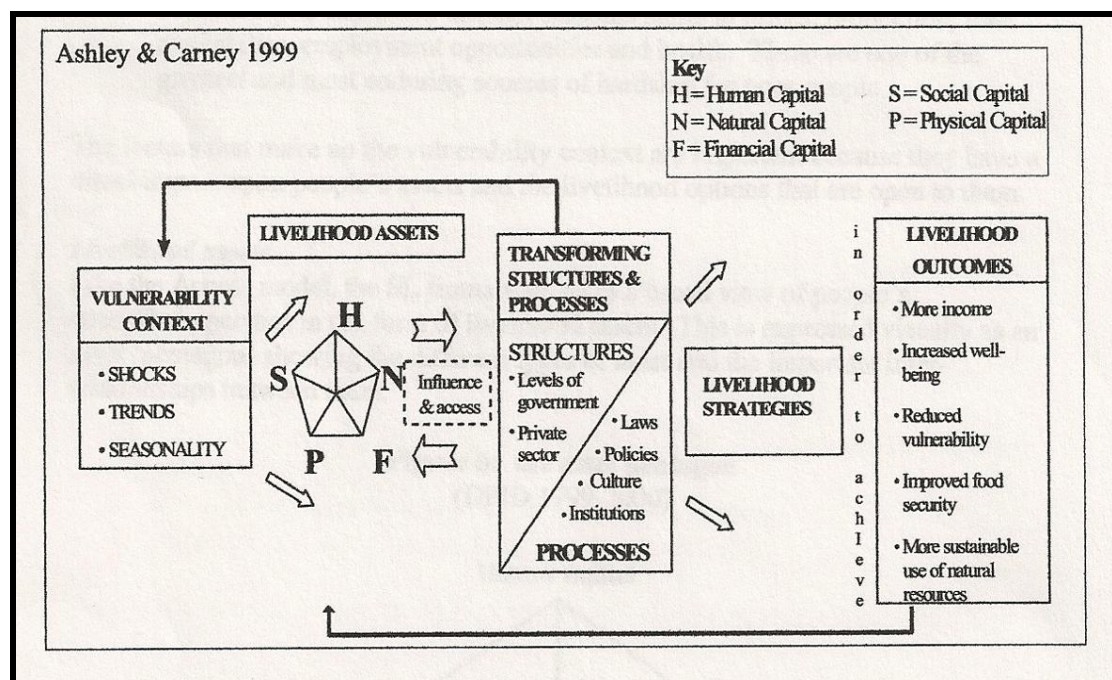 Ashley & Carney 1999
Key
H = Human Capital S = Social Capital
N = Natural Capital P = Physical Capital
F = Financial Capital
LIVELIHOOD ASSETS
VULNERABILITY
CONTEXT
• SHOCKS
• TRENDS
• SEASONALITY
H
S
N
P
F
Influence
& access
TRANSFORMING
STRUCTURES &
PROCESSES
STRUCTURES
• Levels of
government
• Private
sector
• Laws
• Policies
• Culture
• Institutions
PROCESSES
LIVELIHOOD
STRATEGIES
in order to achieve
LIVELIHOOD
OUTCOMES
• More income
• Increased well-
being
• Reduced
vulnerability
• Improved food
security
• More sustainable
use of natural
resources